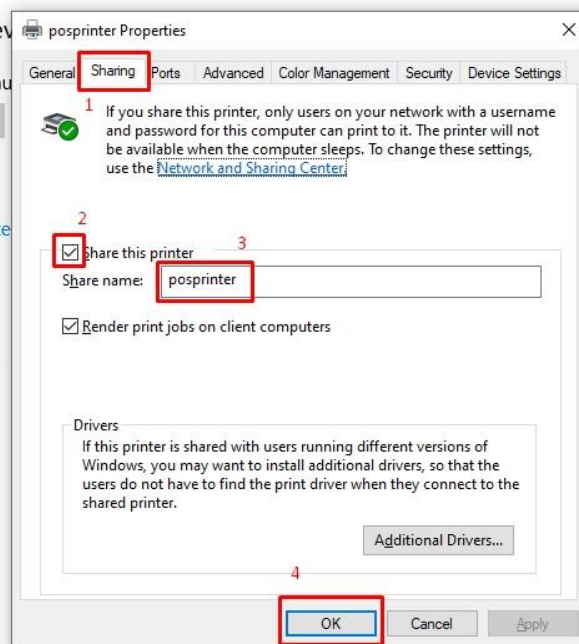 posprinter Properties
General Sharing Ports Advanced Color Management Security Device Settings
1
If you share this printer, only users on your network with a username
and password for this computer can print to it. The printer will not
be available when the computer sleeps. To change these settings,
use the Network and Sharing Center.
2
Share this printer
3
Share name: posprinter
Render print jobs on client computers
Drivers
If this printer is shared with users running different versions of
Windows, you may want to install additional drivers, so that the
users do not have to find the print driver when they connect to the
shared printer.
Additional Drivers...
4
OK Cancel Apply